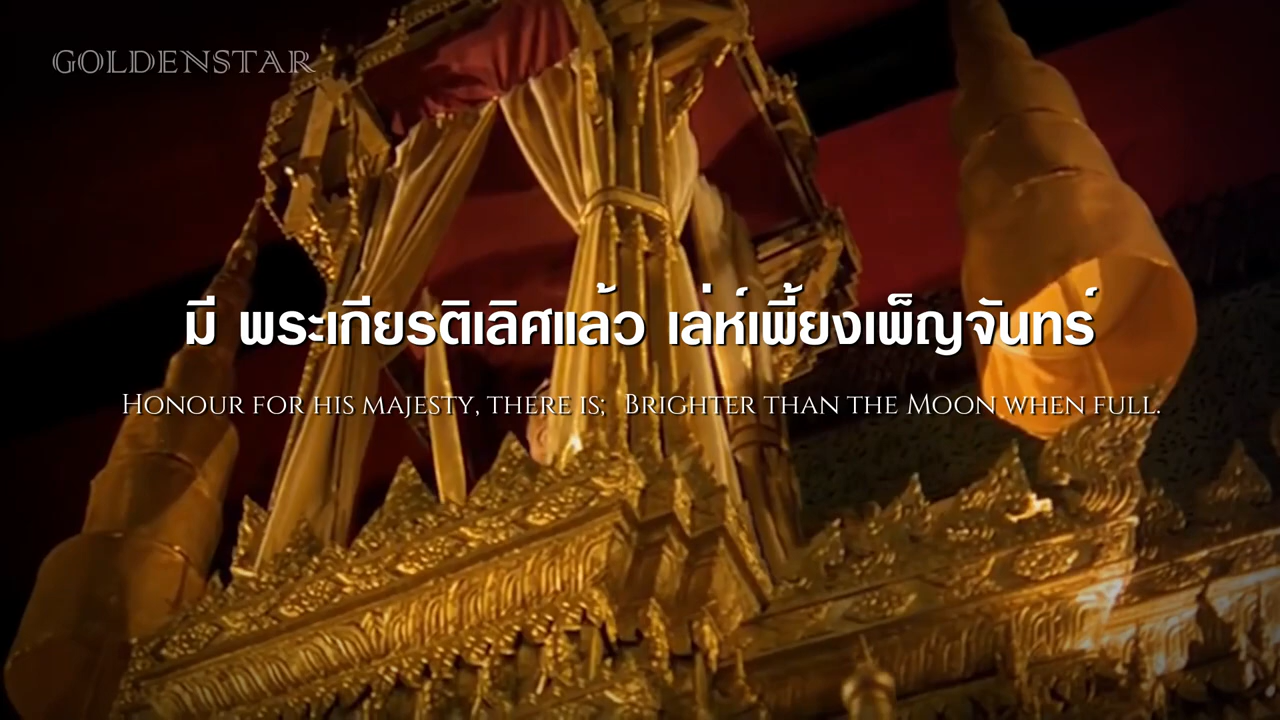 GOLDENSTAR
มี พระเกียรติเลิศแล้ว เล่ห์เพี้ยงเพ็ญจันทร์
Honour for his majesty, there is; Brighter than the Moon when full.